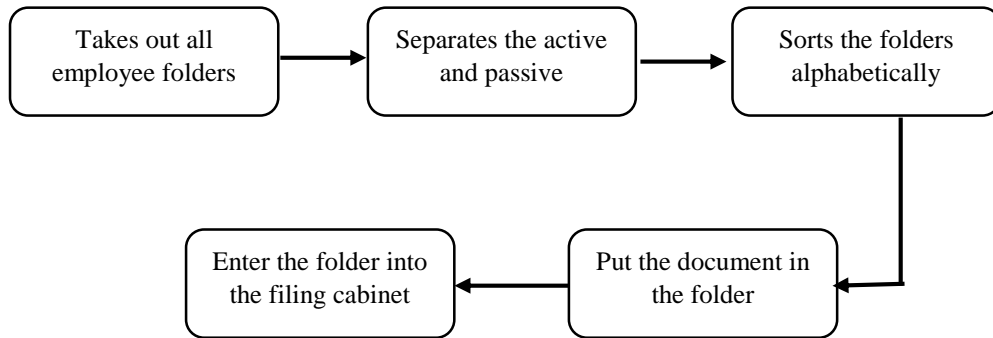 Takes out all
employee folders
Separates the active
and passive
Sorts the folders
alphabetically
Put the document in
the folder
Enter the folder into
the filing cabinet